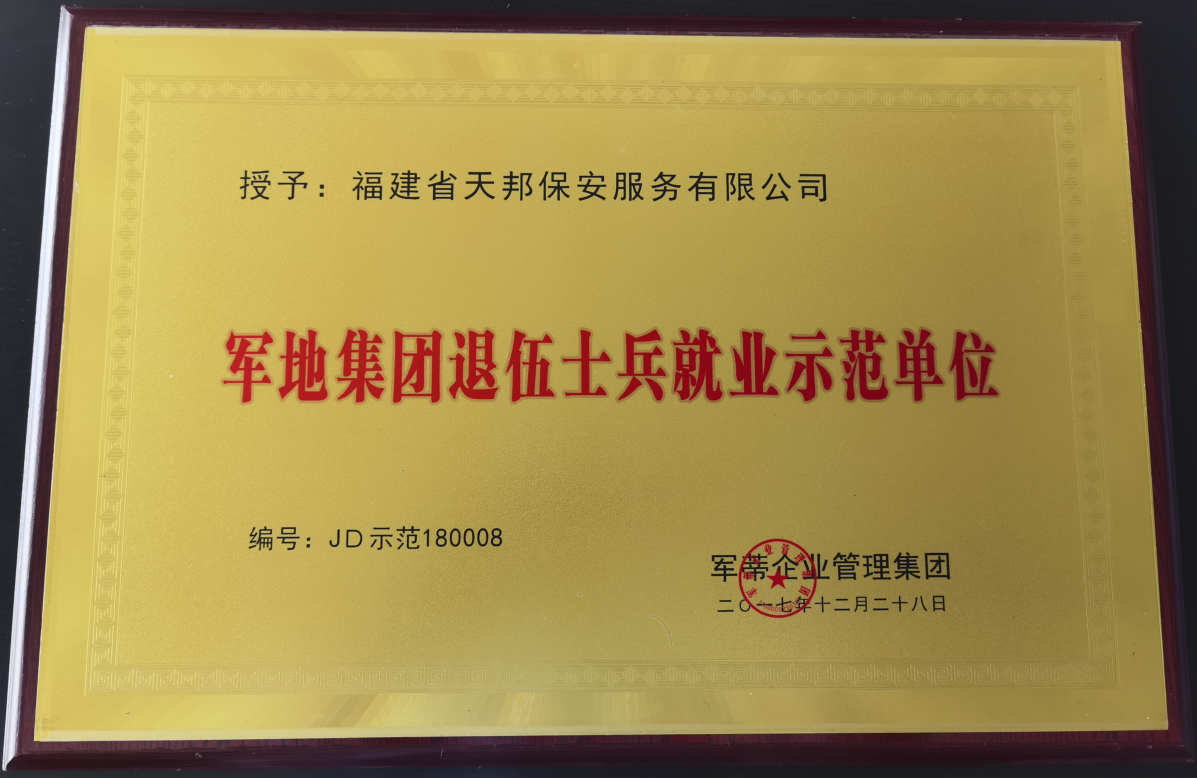 授予：福建省天邦保安服务有限公司
军地集团退伍士兵就业示范单位
编号：JD示范180008
军蒂企业管理集团
二〇一七年十二月二十八日